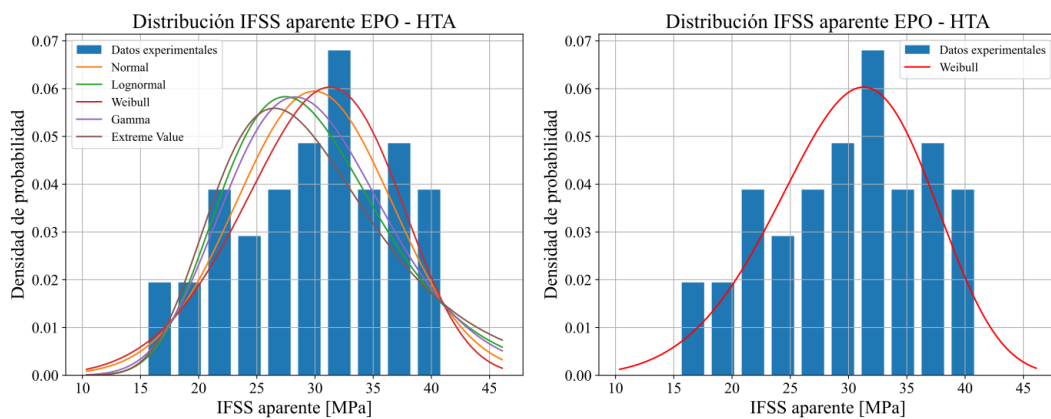 Distribución IFSS aparente EPO - HTA
0.07
0.06
0.05
0.04
0.03
0.02
0.01
0.00
Densidad de probabilidad
Datos experimentales
Normal
Lognormal
Weibull
Gamma
Extreme Value
10 15 20 25 30 35 40 45
IFSS aparente [MPa]
Distribución IFSS aparente EPO - HTA
0.07
0.06
0.05
0.04
0.03
0.02
0.01
0.00
Densidad de probabilidad
Datos experimentales
Weibull
10 15 20 25 30 35 40 45
IFSS aparente [MPa]